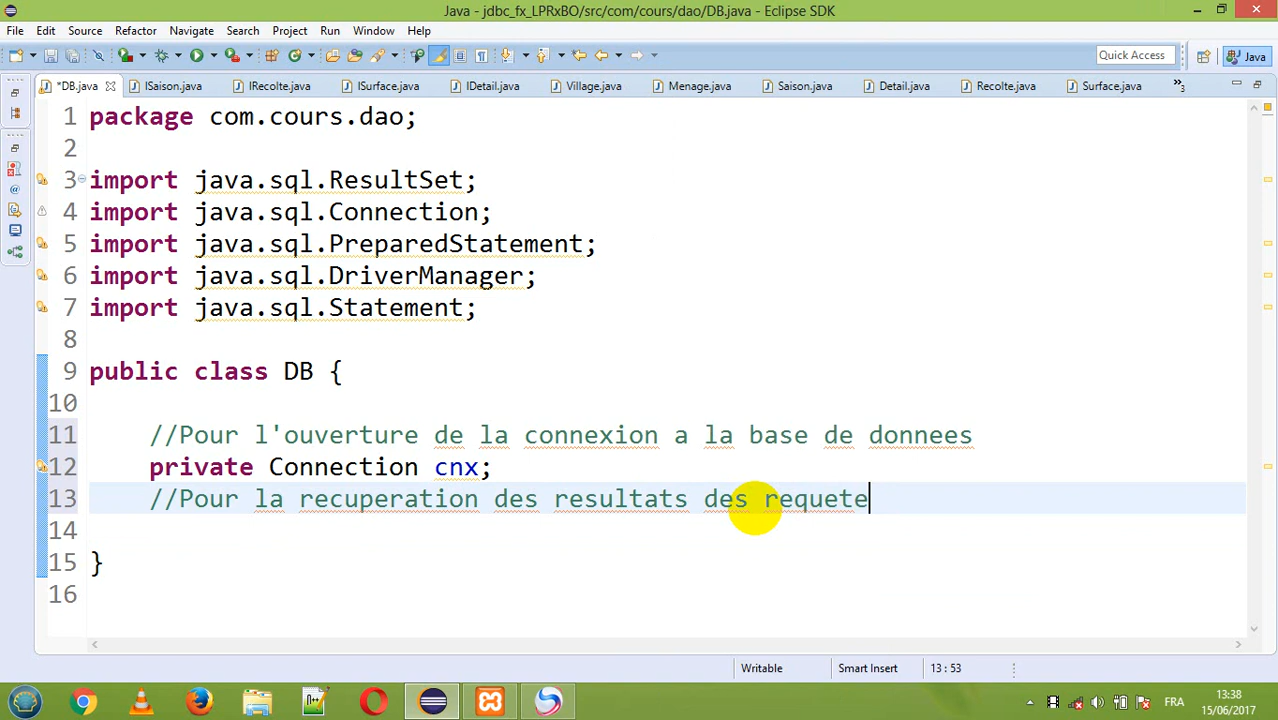 Java - jdbc_fx_LPRxBO/src/com/cours/dao/DB.java - Eclipse SDK
File Edit Source Refactor Navigate Search Project Run Window Help
Quick Access Java
*DB.java ISaison.java IRecolte.java ISurface.java IDetail.java Village.java Menage.java Saison.java Detail.java Recolte.java Surface.java »3
1 package com.cours.dao;
2
3 import java.sql.ResultSet;
4 import java.sql.Connection;
5 import java.sql.PreparedStatement;
6 import java.sql.DriverManager;
7 import java.sql.Statement;
8
9 public class DB {
10
11 //Pour l'ouverture de la connexion a la base de donnees
12 private Connection cnx;
13 //Pour la recuperation des resultats des requete
14
15 }
16
Writable Smart Insert 13 : 53
FRA 13:38
15/06/2017